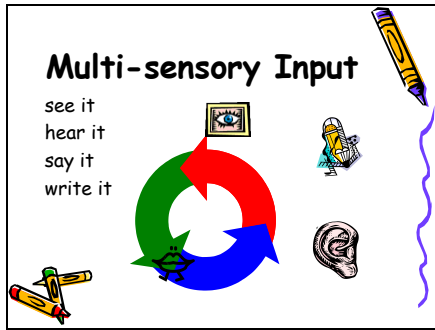 Multi-sensory Input
see it
hear it
say it
write it